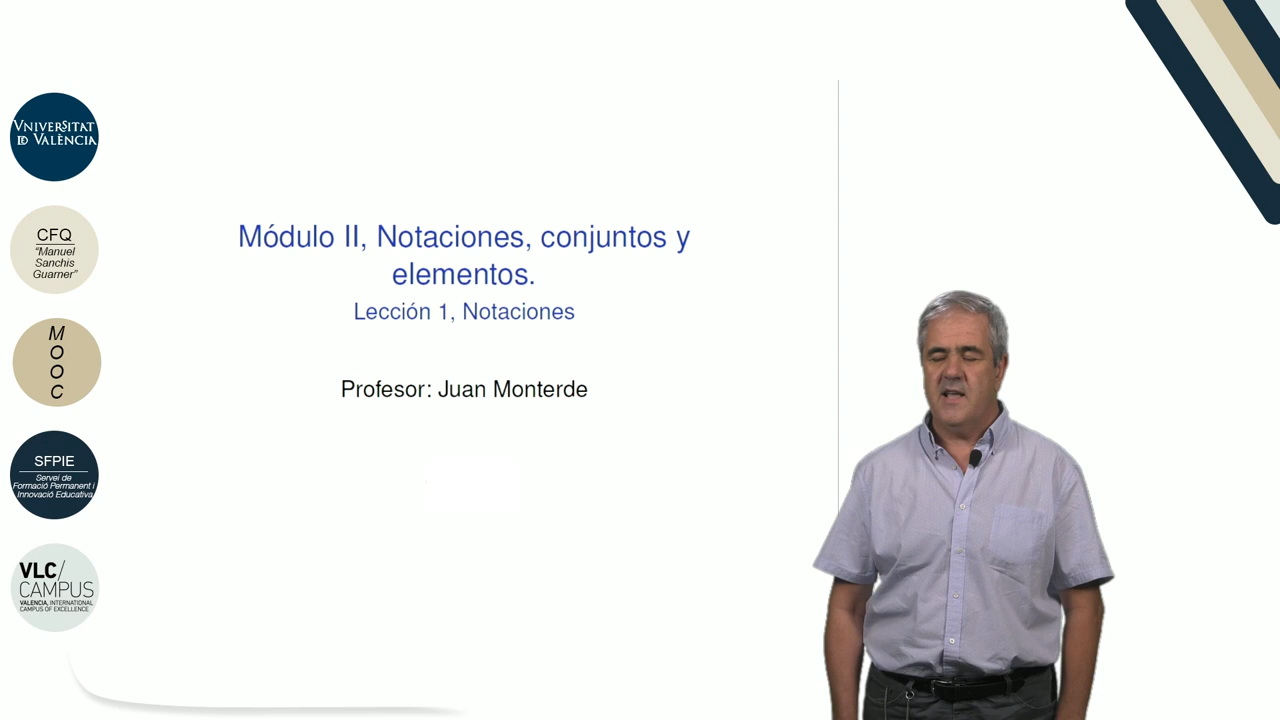 VNIVERSITAT
ID VALÈNCIA
CFQ
"Manuel
Sanchis
Guarner"
M
O
O
C
SFPIE
Servei de
Formació Permanent i
Innovació Educativa
VLC/
CAMPUS
VALENCIA, INTERNATIONAL
CAMPUS OF EXCELLENCE
Módulo II, Notaciones, conjuntos y
elementos.
Lección 1, Notaciones
Profesor: Juan Monterde